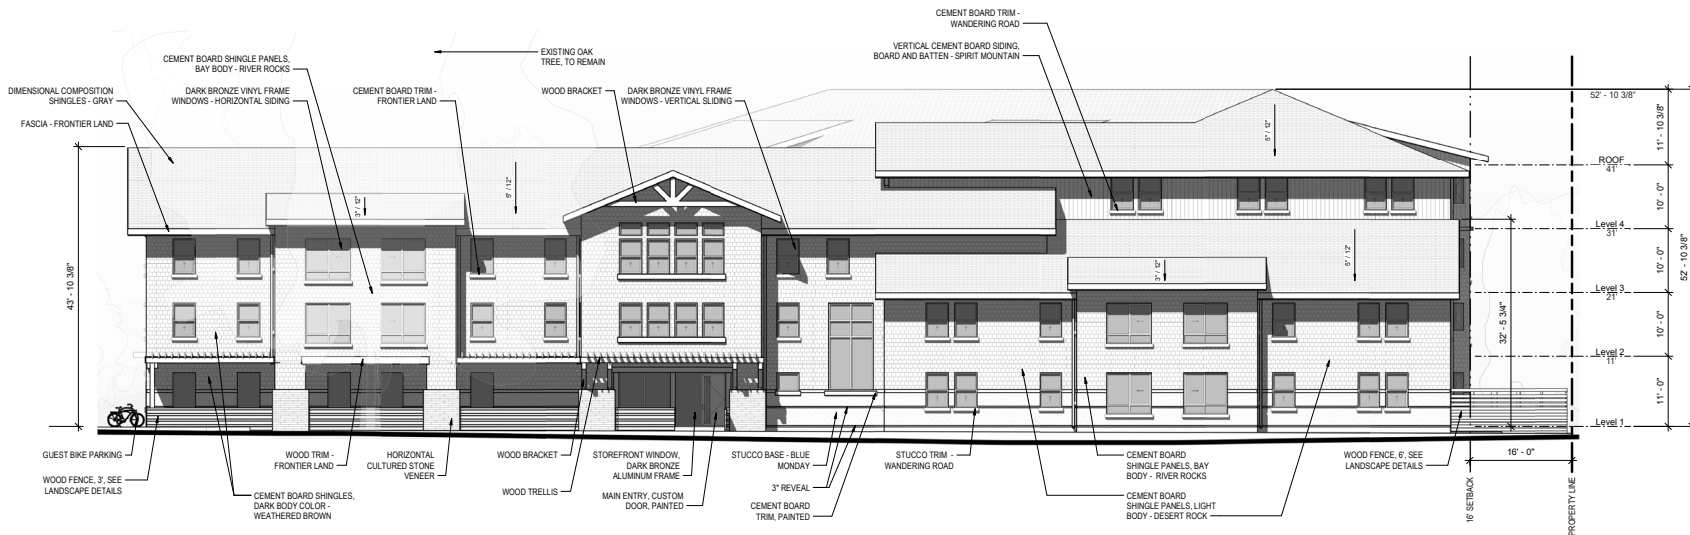 CEMENT BOARD TRIM -
WANDERING ROAD
VERTICAL CEMENT BOARD SIDING,
BOARD AND BATTEN - SPIRIT MOUNTAIN
EXISTING OAK
TREE, TO REMAIN
CEMENT BOARD SHINGLE PANELS,
BAY BODY - RIVER ROCKS
DIMENSIONAL COMPOSITION
SHINGLES - GRAY
DARK BRONZE VINYL FRAME
WINDOWS - HORIZONTAL SIDING
CEMENT BOARD TRIM -
FRONTIER LAND
WOOD BRACKET
DARK BRONZE VINYL FRAME
WINDOWS - VERTICAL SLIDING
FASCIA - FRONTIER LAND
3" / 12"
6" / 12"
5" / 12"
3" / 12"
5" / 12"
43' - 10 3/8"
52' - 10 3/8"
11' - 10 3/8"
ROOF
41'
10' - 0"
Level 4
31'
10' - 0"
52' - 10 3/8"
Level 3
21'
32' - 5 3/4"
10' - 0"
Level 2
11'
11' - 0"
Level 1
16' - 0"
16' SETBACK
PROPERTY LINE
GUEST BIKE PARKING
WOOD FENCE, 3', SEE
LANDSCAPE DETAILS
CEMENT BOARD SHINGLES,
DARK BODY COLOR -
WEATHERED BROWN
WOOD TRIM -
FRONTIER LAND
HORIZONTAL
CULTURED STONE
VENEER
WOOD BRACKET
WOOD TRELLIS
STOREFRONT WINDOW,
DARK BRONZE
ALUMINUM FRAME
MAIN ENTRY, CUSTOM
DOOR, PAINTED
STUCCO BASE - BLUE
MONDAY
3" REVEAL
CEMENT BOARD
TRIM, PAINTED
STUCCO TRIM -
WANDERING ROAD
CEMENT BOARD
SHINGLE PANELS, BAY
BODY - RIVER ROCKS
CEMENT BOARD
SHINGLE PANELS, LIGHT
BODY - DESERT ROCK
WOOD FENCE, 6', SEE
LANDSCAPE DETAILS